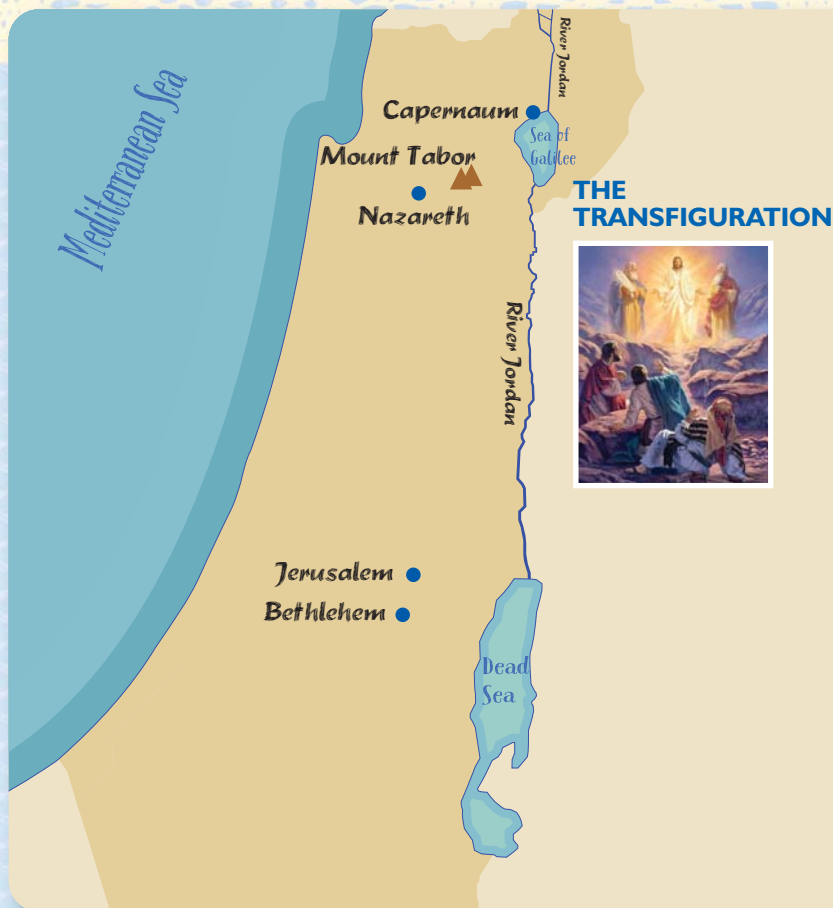 River Jordan
Capernaum
Sea of
Galilee
Mediterranean Sea
Mount Tabor
THE
TRANSFIGURATION
Nazareth
River Jordan
Jerusalem
Bethlehem
Dead
Sea